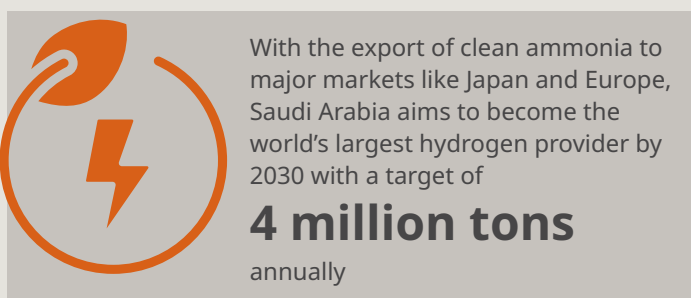 With the export of clean ammonia to
major markets like Japan and Europe,
Saudi Arabia aims to become the
world’s largest hydrogen provider by
2030 with a target of
4 million tons
annually